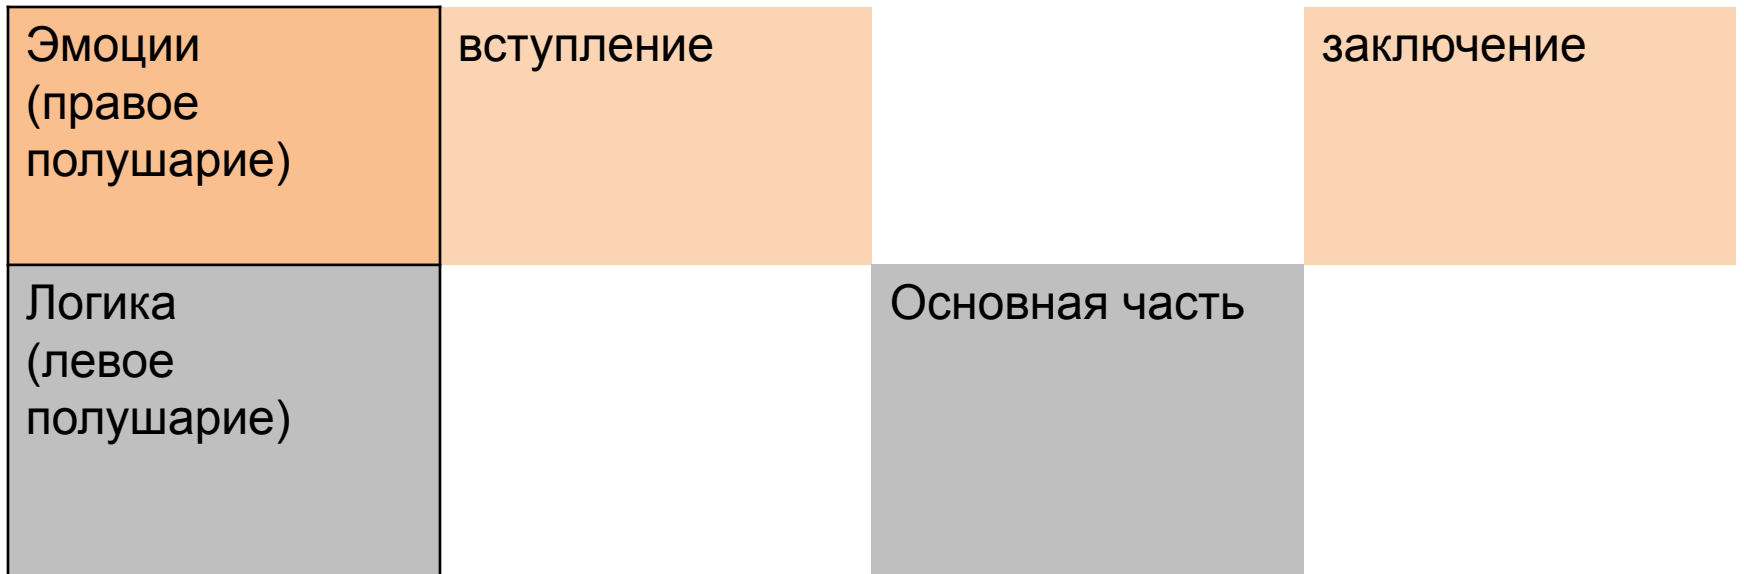 Эмоции
(правое
полушарие)
вступление
заключение
Логика
(левое
полушарие)
Основная часть